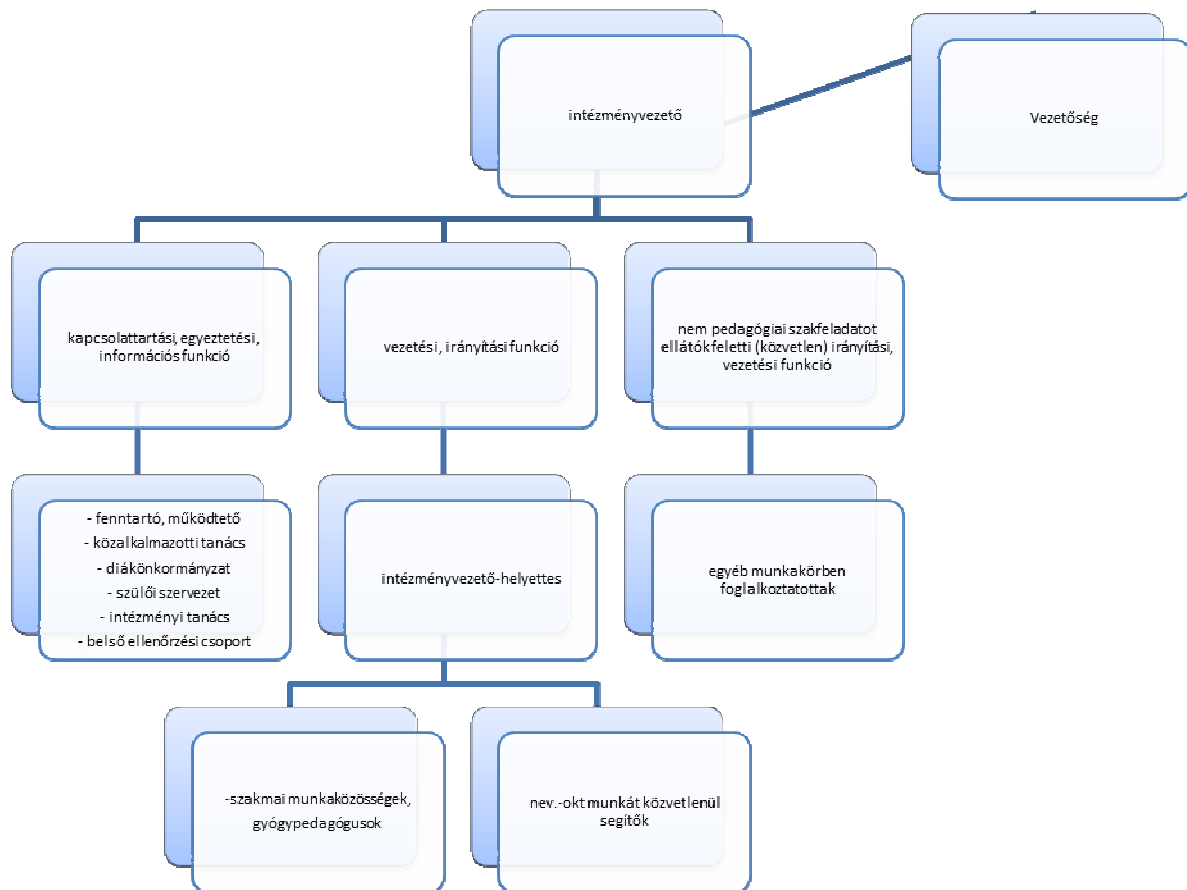 intézményvezető
Vezetőség
kapcsolattartási, egyeztetési,
információs funkció
vezetési, irányítási funkció
nem pedagógiai szakfeladatot
ellátók feletti (közvetlen) irányítási,
vezetési funkció
- fenntartó, működtető
- közalkalmazotti tanács
- diákönkormányzat
- szülői szervezet
- intézményi tanács
- belső ellenőrzési csoport
intézményvezető-helyettes
egyéb munkakörben
foglalkoztatottak
-szakmai munkaközösségek,
gyógypedagógusok
nev.-okt munkát közvetlenül
segítők